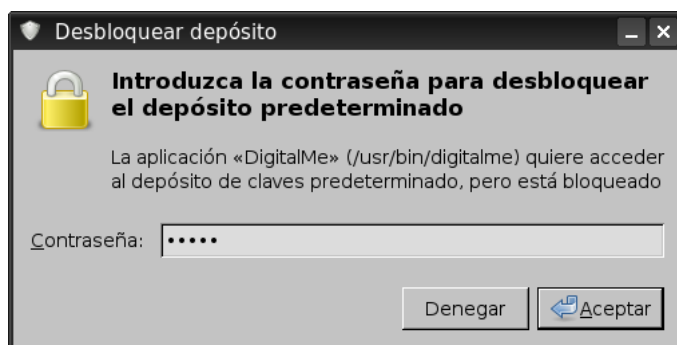 Desbloquear depósito
Introduzca la contraseña para desbloquear
el depósito predeterminado
La aplicación «DigitalMe» (/usr/bin/digitalme) quiere acceder
al depósito de claves predeterminado, pero está bloqueado
Contraseña: •••••
Denegar Aceptar